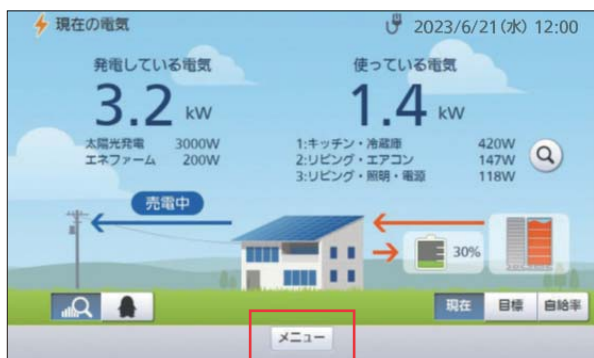 現在の電気
2023/6/21(水) 12:00
発電している電気
3.2 kW
太陽光発電 3000W
エネファーム 200W
使っている電気
1.4 kW
1:キッチン・冷蔵庫 420W
2:リビング・エアコン 147W
3:リビング・照明・電源 118W
売電中
30%
現在 目標 自給率
メニュー